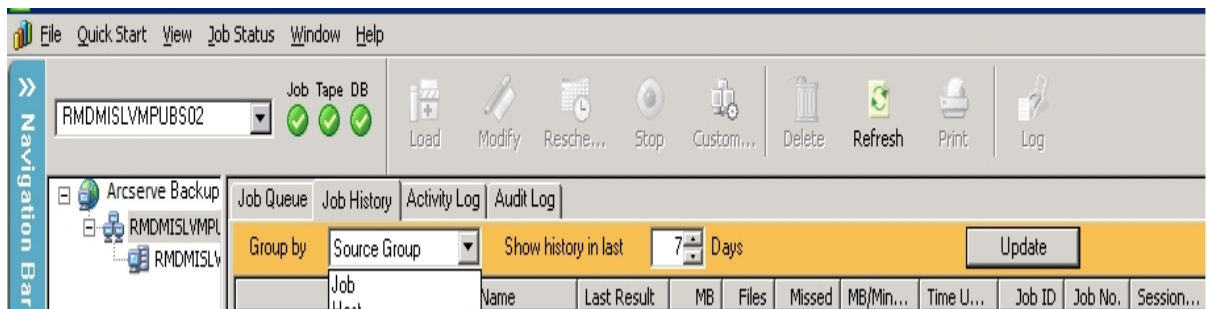 File Quick Start View Job Status Window Help
Job Tape DB
RMDMISLVMPUBS02
Load Modify Resche... Stop Custom... Delete Refresh Print Log
» Navigation Bar
Arcserve Backup
RMDMISLVMPU
RMDMISLV
Job Queue Job History Activity Log Audit Log
Group by Source Group Show history in last 7 Days Update
Job
Host
Name Last Result MB Files Missed MB/Min... Time U... Job ID Job No. Session...